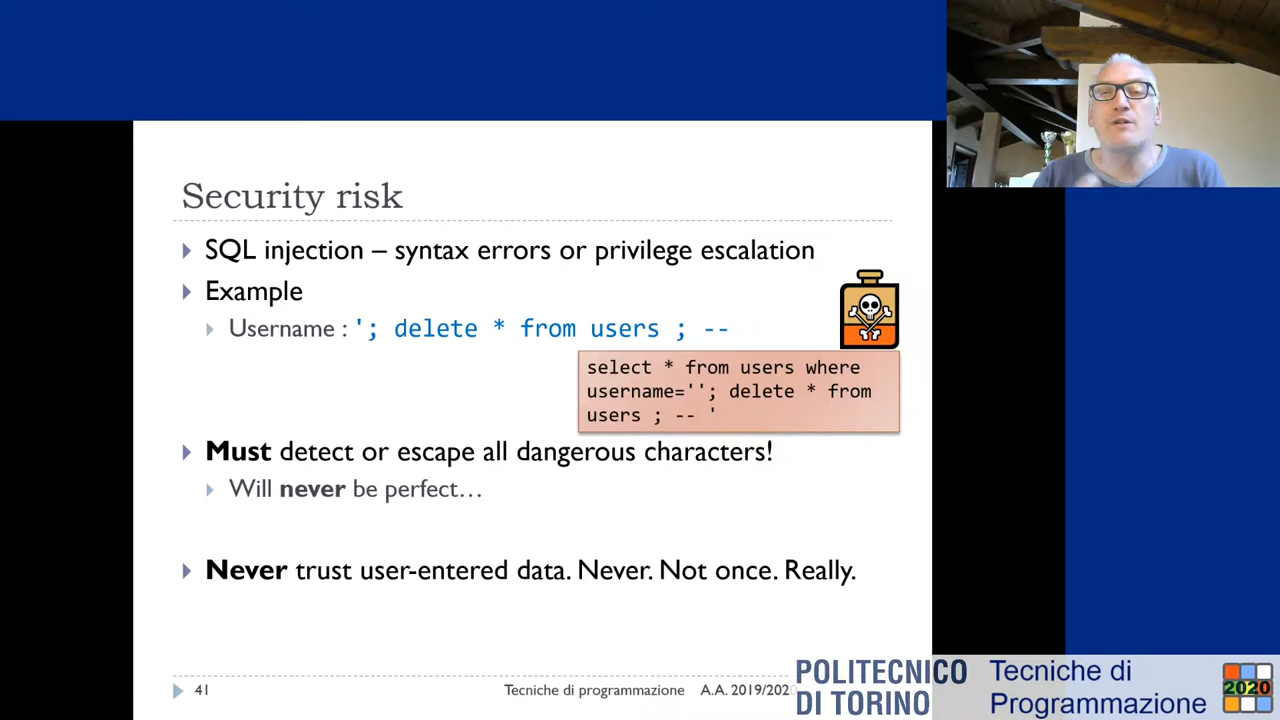 Security risk
SQL injection – syntax errors or privilege escalation
Example
Username : '; delete * from users ; --
select * from users where
username=''; delete * from
users ; -- '
Must detect or escape all dangerous characters!
Will never be perfect…
Never trust user-entered data. Never. Not once. Really.
41
Tecniche di programmazione A.A. 2019/2020
POLITECNICO
DI TORINO
Tecniche di
Programmazione
2020